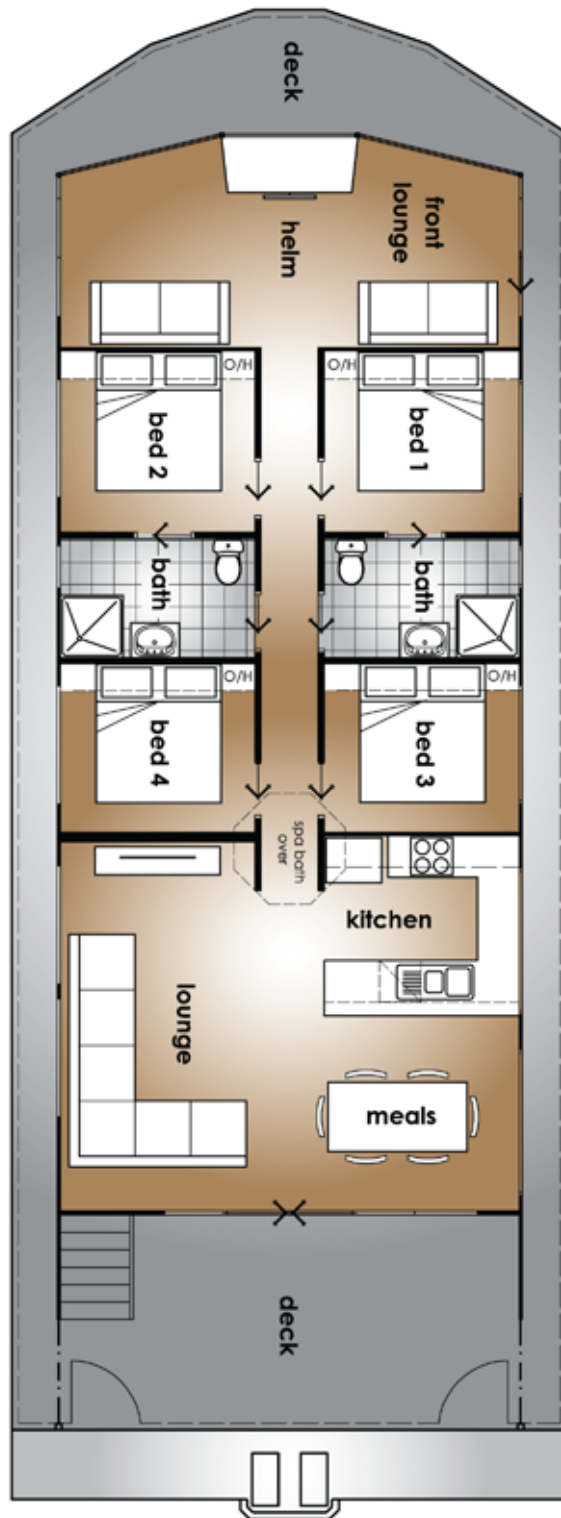 deck
front
lounge
helm
O/H
O/H
bed 2
bed 1
bath
bath
O/H
O/H
bed 4
bed 3
spa bath
over
kitchen
lounge
meals
deck